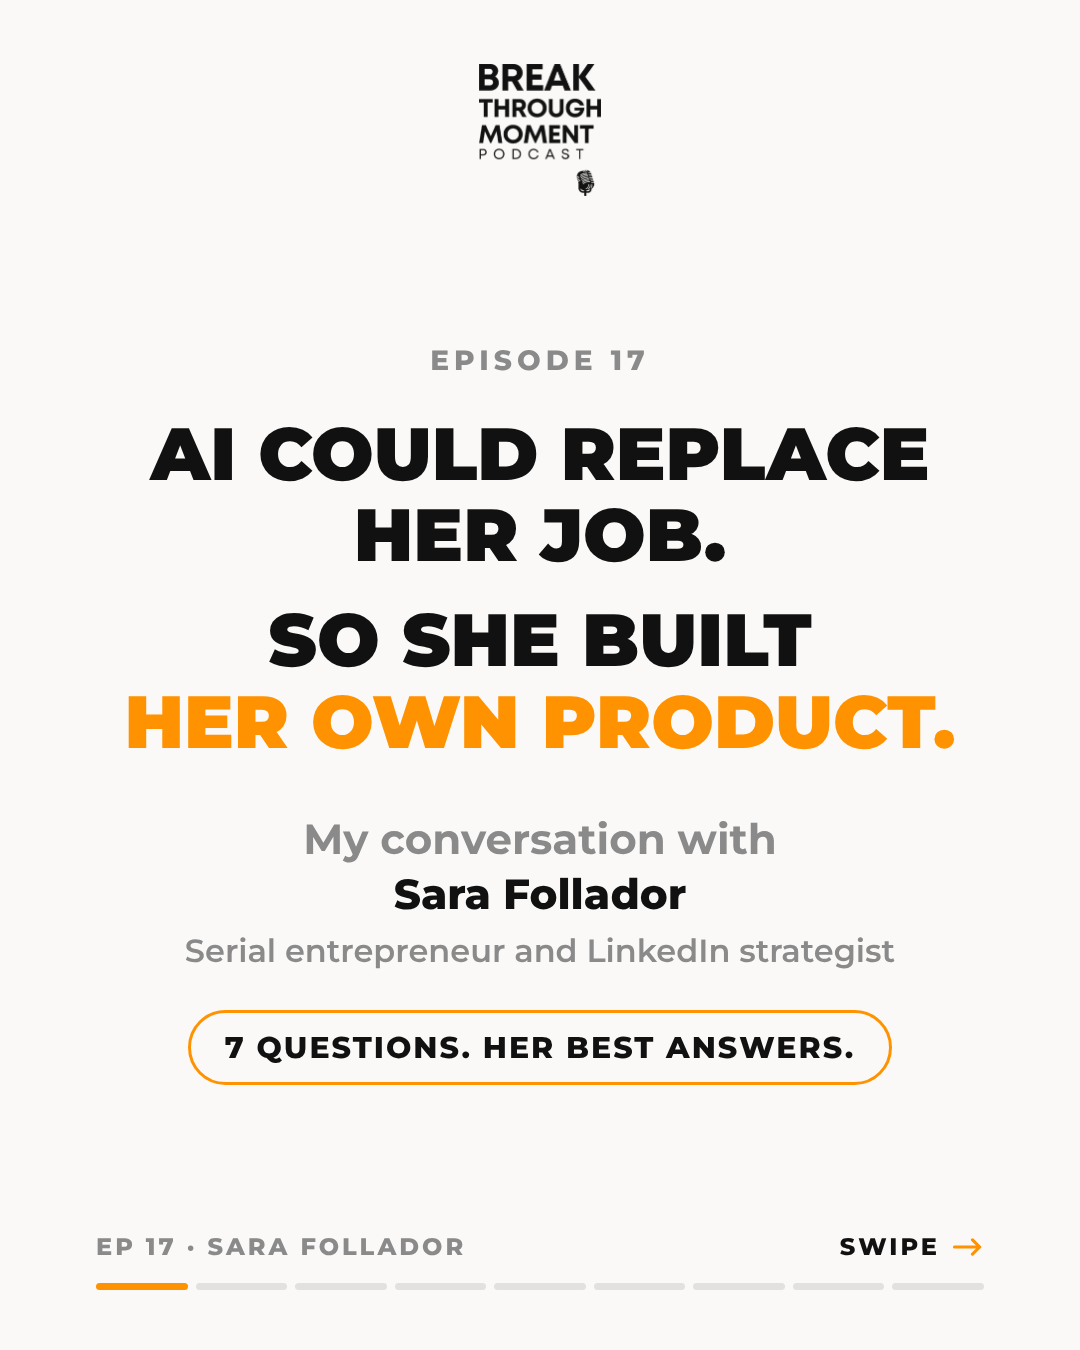 BREAK
THROUGH
MOMENT
PODCAST
EPISODE 17
AI COULD REPLACE
HER JOB.
SO SHE BUILT
HER OWN PRODUCT.
My conversation with
Sara Follador
Serial entrepreneur and LinkedIn strategist
7 QUESTIONS. HER BEST ANSWERS.
EP 17 · SARA FOLLADOR
SWIPE →